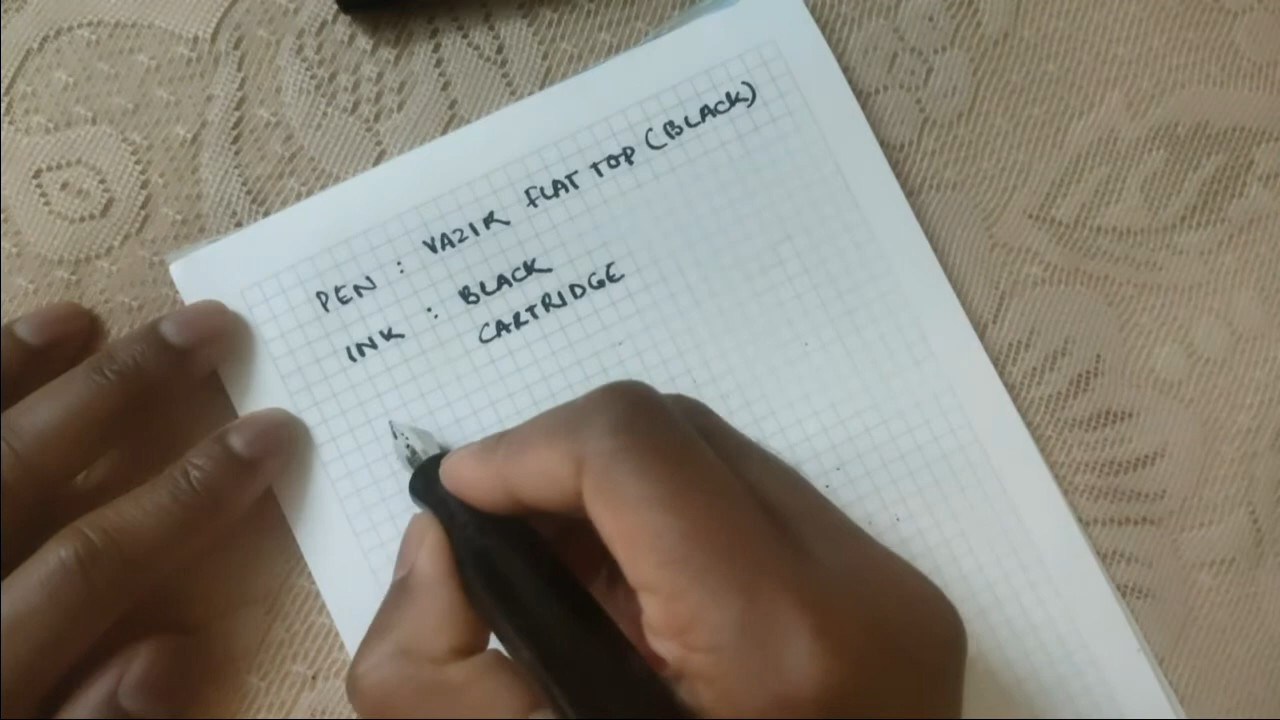 PEN : VAZIR FLAT TOP (BLACK)
INK : BLACK
CARTRIDGE